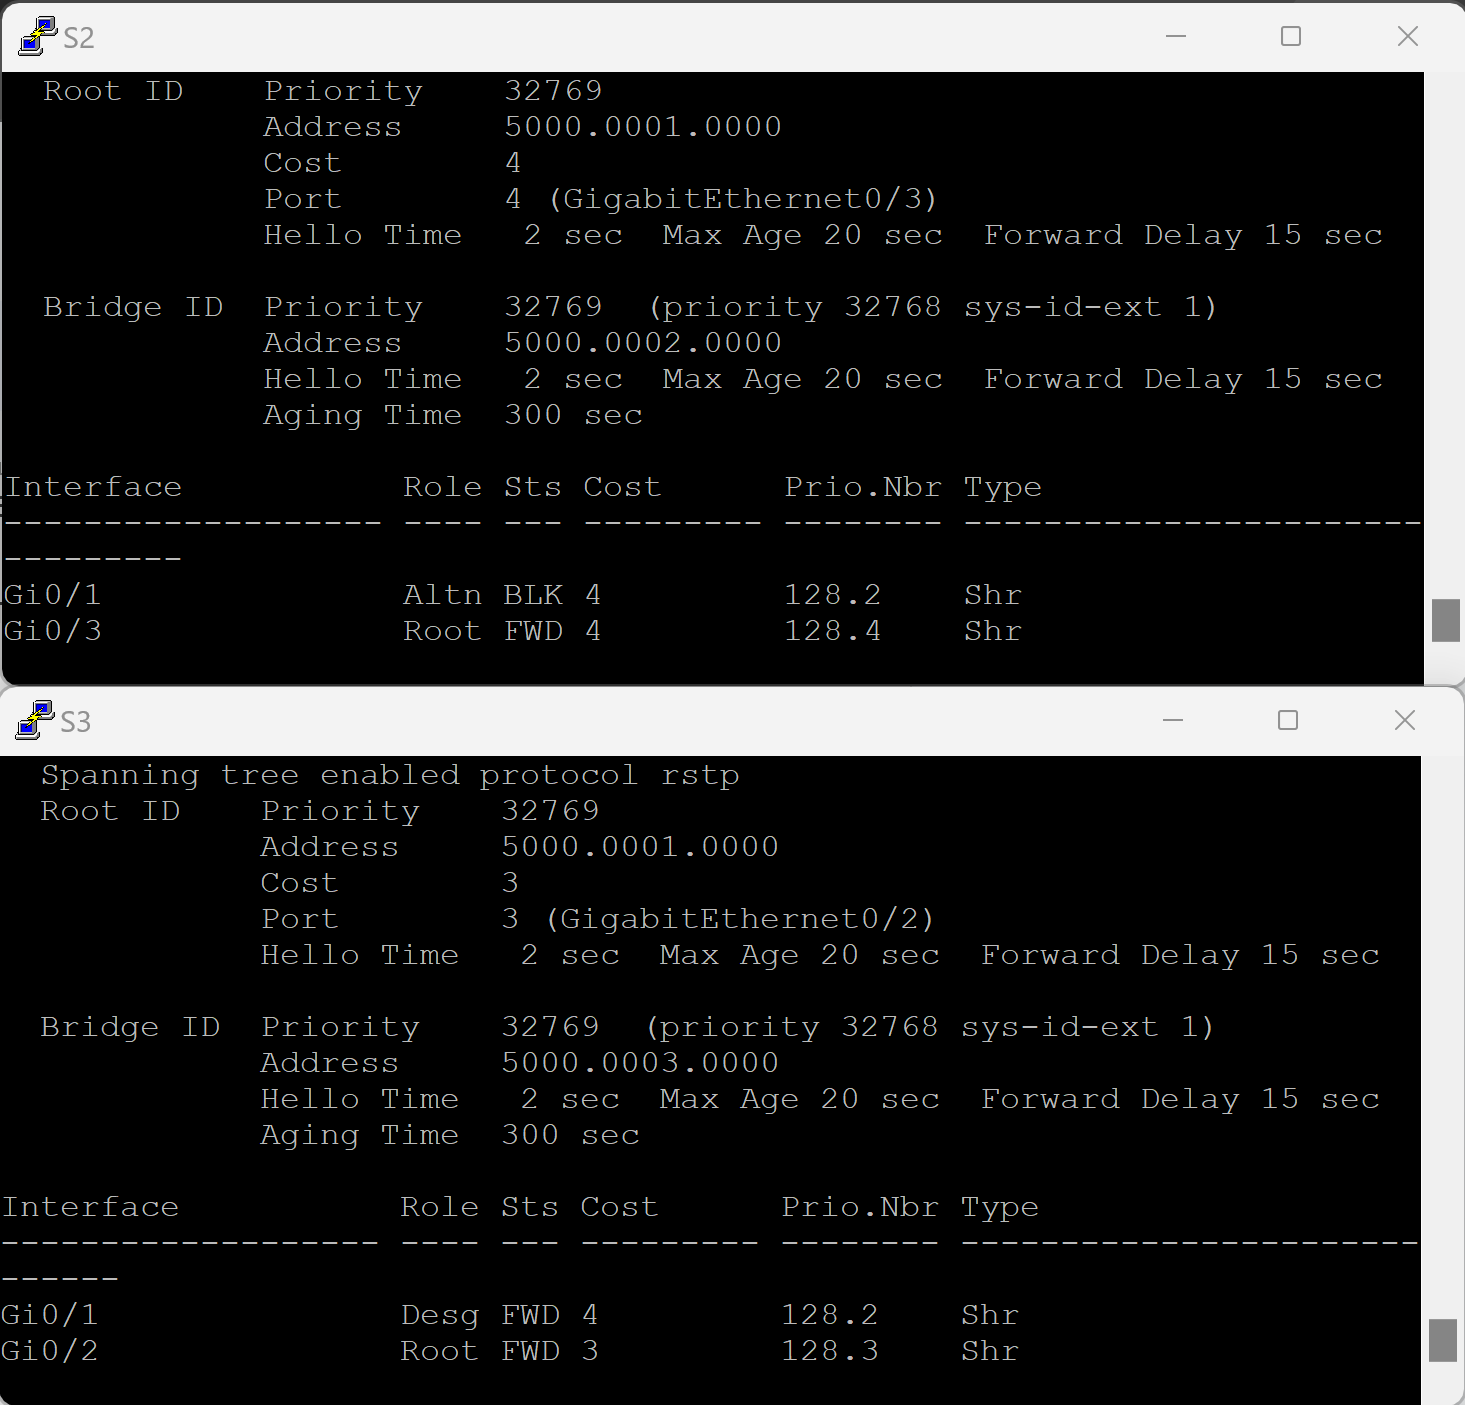 S2
Root ID    Priority    32769
           Address     5000.0001.0000
           Cost        4
           Port        4 (GigabitEthernet0/3)
           Hello Time   2 sec  Max Age 20 sec  Forward Delay 15 sec
Bridge ID  Priority    32769  (priority 32768 sys-id-ext 1)
           Address     5000.0002.0000
           Hello Time   2 sec  Max Age 20 sec  Forward Delay 15 sec
           Aging Time  300 sec
Interface           Role Sts Cost      Prio.Nbr Type
------------------- ---- --- --------- -------- -----------------------
---------
Gi0/1               Altn BLK 4         128.2    Shr
Gi0/3               Root FWD 4         128.4    Shr
S3
Spanning tree enabled protocol rstp
Root ID    Priority    32769
           Address     5000.0001.0000
           Cost        3
           Port        3 (GigabitEthernet0/2)
           Hello Time   2 sec  Max Age 20 sec  Forward Delay 15 sec
Bridge ID  Priority    32769  (priority 32768 sys-id-ext 1)
           Address     5000.0003.0000
           Hello Time   2 sec  Max Age 20 sec  Forward Delay 15 sec
           Aging Time  300 sec
Interface           Role Sts Cost      Prio.Nbr Type
------------------- ---- --- --------- -------- -----------------------
------
Gi0/1               Desg FWD 4         128.2    Shr
Gi0/2               Root FWD 3         128.3    Shr